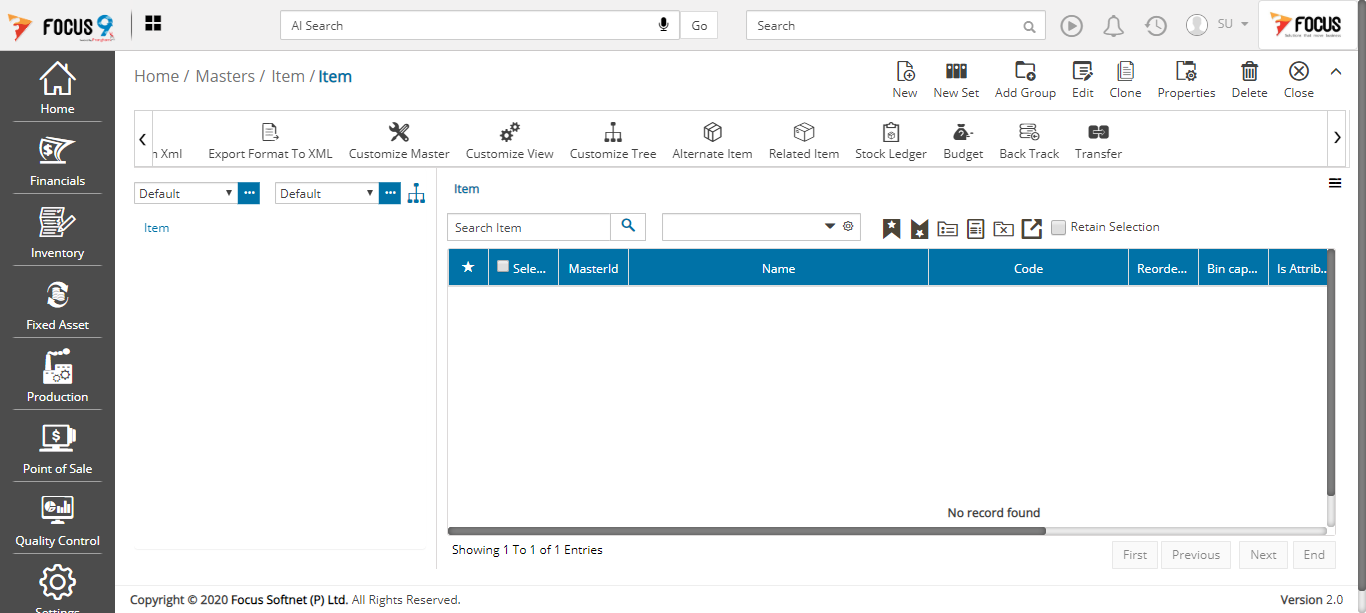 FOCUS 9
AI Search
Go
Search
SU
FOCUS
Home
Financials
Inventory
Fixed Asset
Production
Point of Sale
Quality Control
Settings
Home / Masters / Item / Item
New
New Set
Add Group
Edit
Clone
Properties
Delete
Close
n Xml
Export Format To XML
Customize Master
Customize View
Customize Tree
Alternate Item
Related Item
Stock Ledger
Budget
Back Track
Transfer
Default
Default
Item
Item
Search Item
Retain Selection
Sele...
MasterId
Name
Code
Reorde...
Bin cap...
Is Attrib...
No record found
Showing 1 To 1 of 1 Entries
First
Previous
Next
End
Copyright © 2020 Focus Softnet (P) Ltd. All Rights Reserved.
Version 2.0